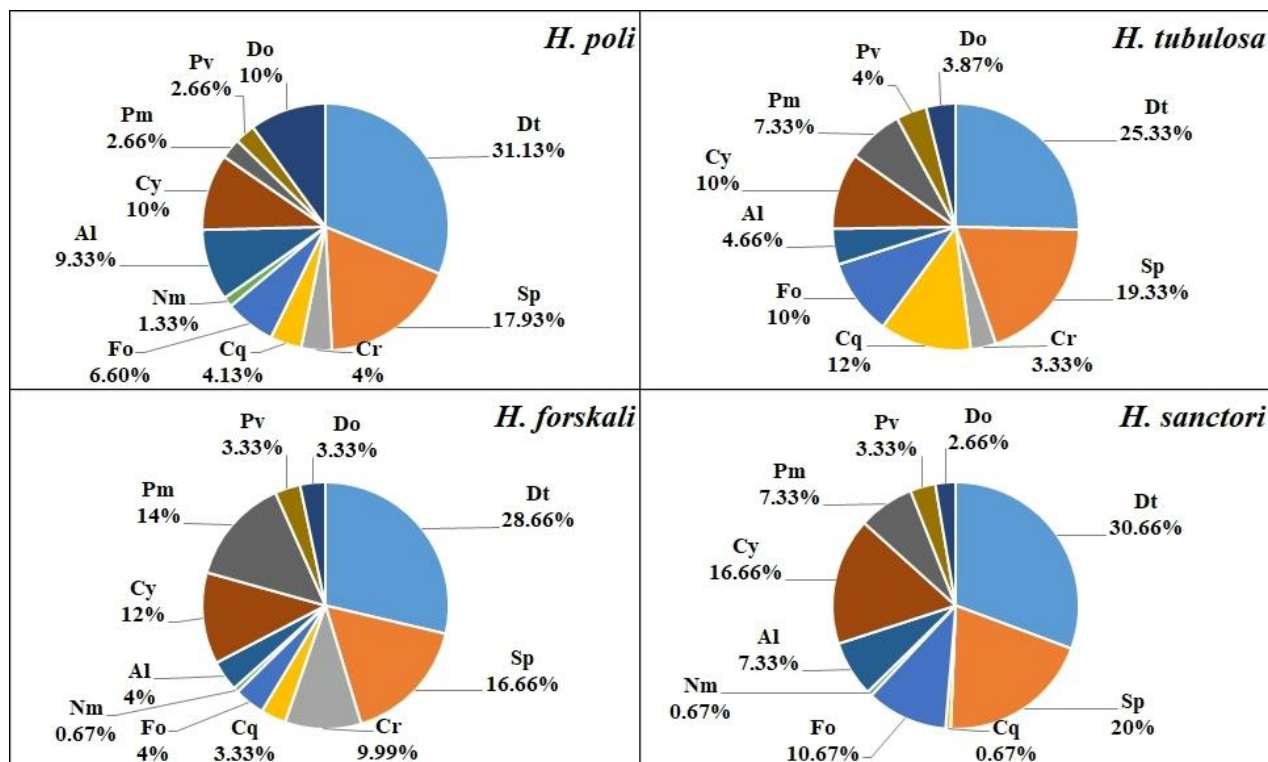 H. poli
Do
10%
Pv
2.66%
Pm
2.66%
Cy
10%
Al
9.33%
Nm
1.33%
Fo
6.60%
Cq
4.13%
Cr
4%
Sp
17.93%
Dt
31.13%
H. tubulosa
Do
3.87%
Pv
4%
Pm
7.33%
Cy
10%
Al
4.66%
Fo
10%
Cq
12%
Cr
3.33%
Sp
19.33%
Dt
25.33%
H. forskali
Do
3.33%
Pv
3.33%
Pm
14%
Cy
12%
Al
4%
Nm
0.67%
Fo
4%
Cq
3.33%
Cr
9.99%
Sp
16.66%
Dt
28.66%
H. sanctori
Do
2.66%
Pv
3.33%
Pm
7.33%
Cy
16.66%
Al
7.33%
Nm
0.67%
Fo
10.67%
Cq
0.67%
Sp
20%
Dt
30.66%